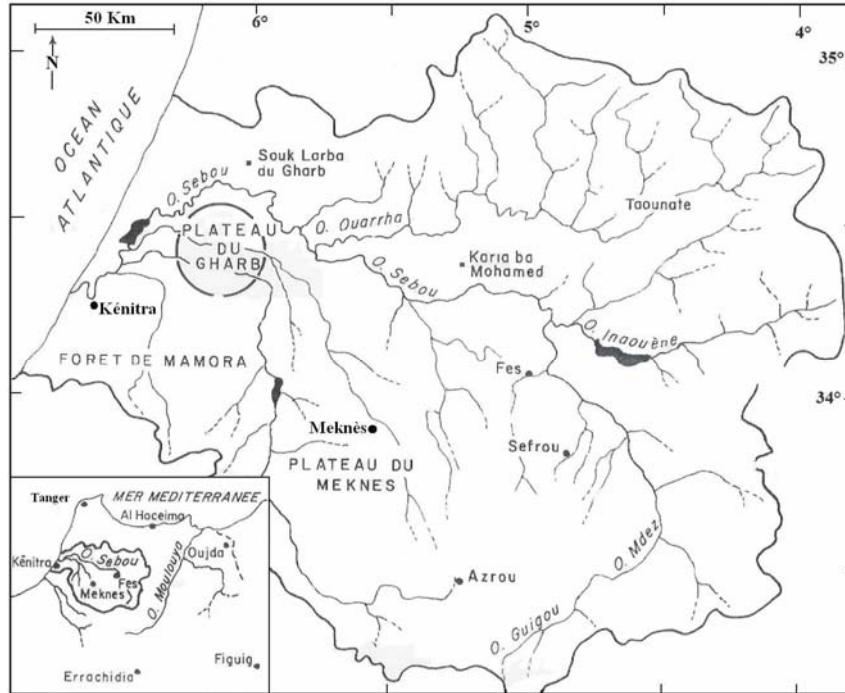 50 Km
6°
5°
4°
N
35°
OCEAN
ATLANTIQUE
Souk Larba
du Gharb
O. Sebou
Taounate
O. Ouarrha
PLATEAU
DU
GHARB
Karia ba
Mohamed
O. Sebou
Kénitra
O. Inaouène
FORET DE MAMORA
Fes
34°
Meknès
Sefrou
PLATEAU DU
MEKNES
O. Mdez
Azrou
O. Guigou
Tanger
MER MEDITERRANEE
Al Hoceima
Kénitra
O. Sebou
Oujda
Fes
Meknes
O. Moulouya
Errachidia
Figuig